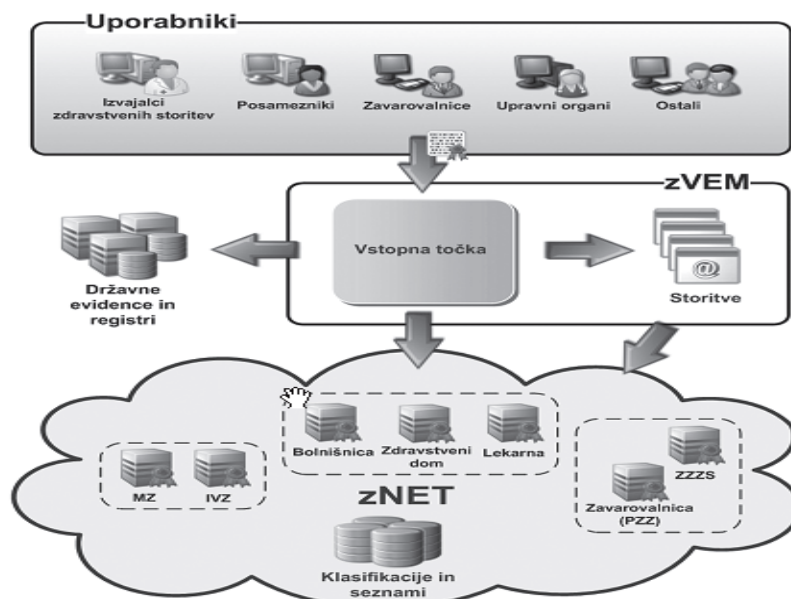 Uporabniki
Izvajalci
zdravstvenih storitev
Posamezniki
Zavarovalnice
Upravni organi
Ostali
zVEM
Vstopna točka
@
Storitve
Državne
evidence in
registri
Bolnišnica
Zdravstveni
dom
Lekarna
MZ
IVZ
ZZZS
Zavarovalnica
(PZZ)
zNET
Klasifikacije in
seznami